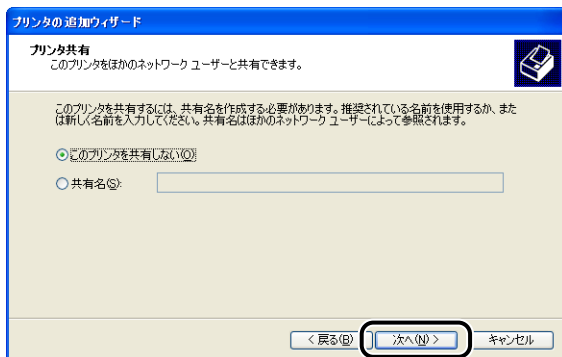 プリンタの追加ウィザード
プリンタ共有
このプリンタをほかのネットワーク ユーザーと共有できます。
このプリンタを共有するには、共有名を作成する必要があります。推奨されている名前を使用するか、また
は新しく名前を入力してください。共有名はほかのネットワーク ユーザーによって参照されます。
このプリンタを共有しない(O)
共有名(S):
< 戻る(B)
次へ(N) >
キャンセル